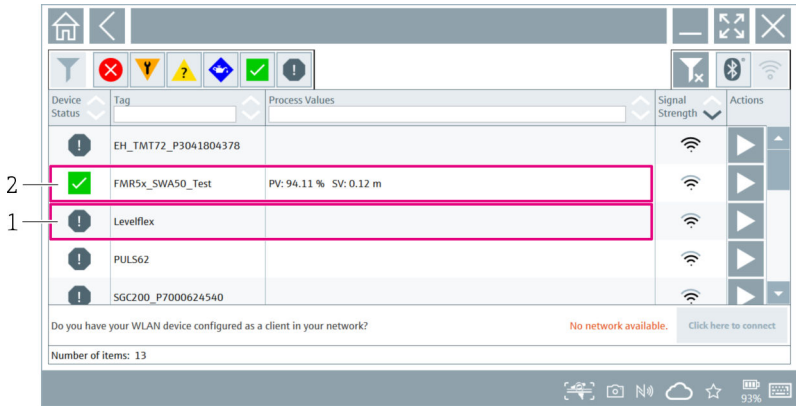 Device Status
Tag
Process Values
Signal Strength
Actions
EH_TMT72_P3041804378
2
FMR5x_SWA50_Test
PV: 94.11 %   SV: 0.12 m
1
Levelflex
PULS62
SGC200_P7000624540
Do you have your WLAN device configured as a client in your network?
No network available.
Click here to connect
Number of items: 13
93%